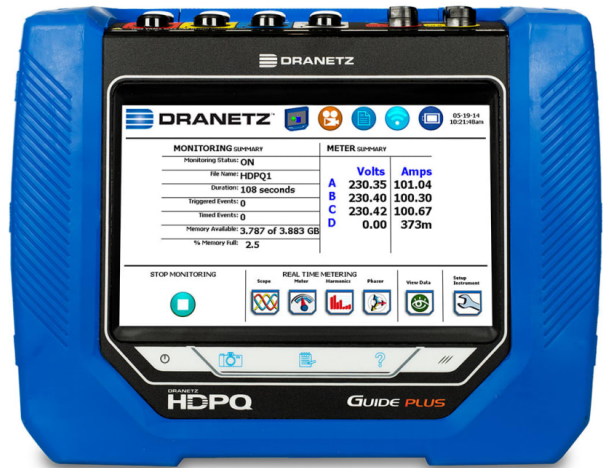 DRANETZ
DRANETZ
05-19-14
10:21:48am
MONITORING SUMMARY
Monitoring Status: ON
File Name: HDPQ1
Duration: 108 seconds
Triggered Events: 0
Timed Events: 0
Memory Available: 3.787 of 3.883 GB
% Memory Full: 2.5
METER SUMMARY
Volts Amps
A 230.35 101.04
B 230.40 100.30
C 230.42 100.67
D 0.00 373m
STOP MONITORING
REAL TIME METERING
Scope Meter Harmonics Phasor
View Data
Setup
Instrument
DRANETZ
HDPQ
GUIDE PLUS